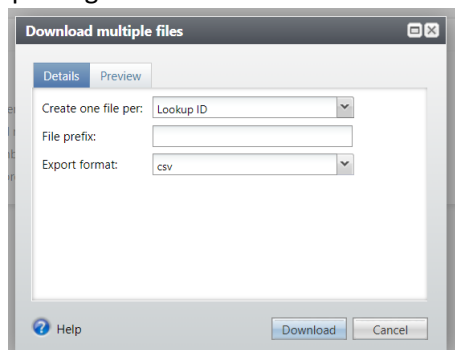 Download multiple files
Details Preview
Create one file per: Lookup ID
File prefix:
Export format: csv
Help Download Cancel